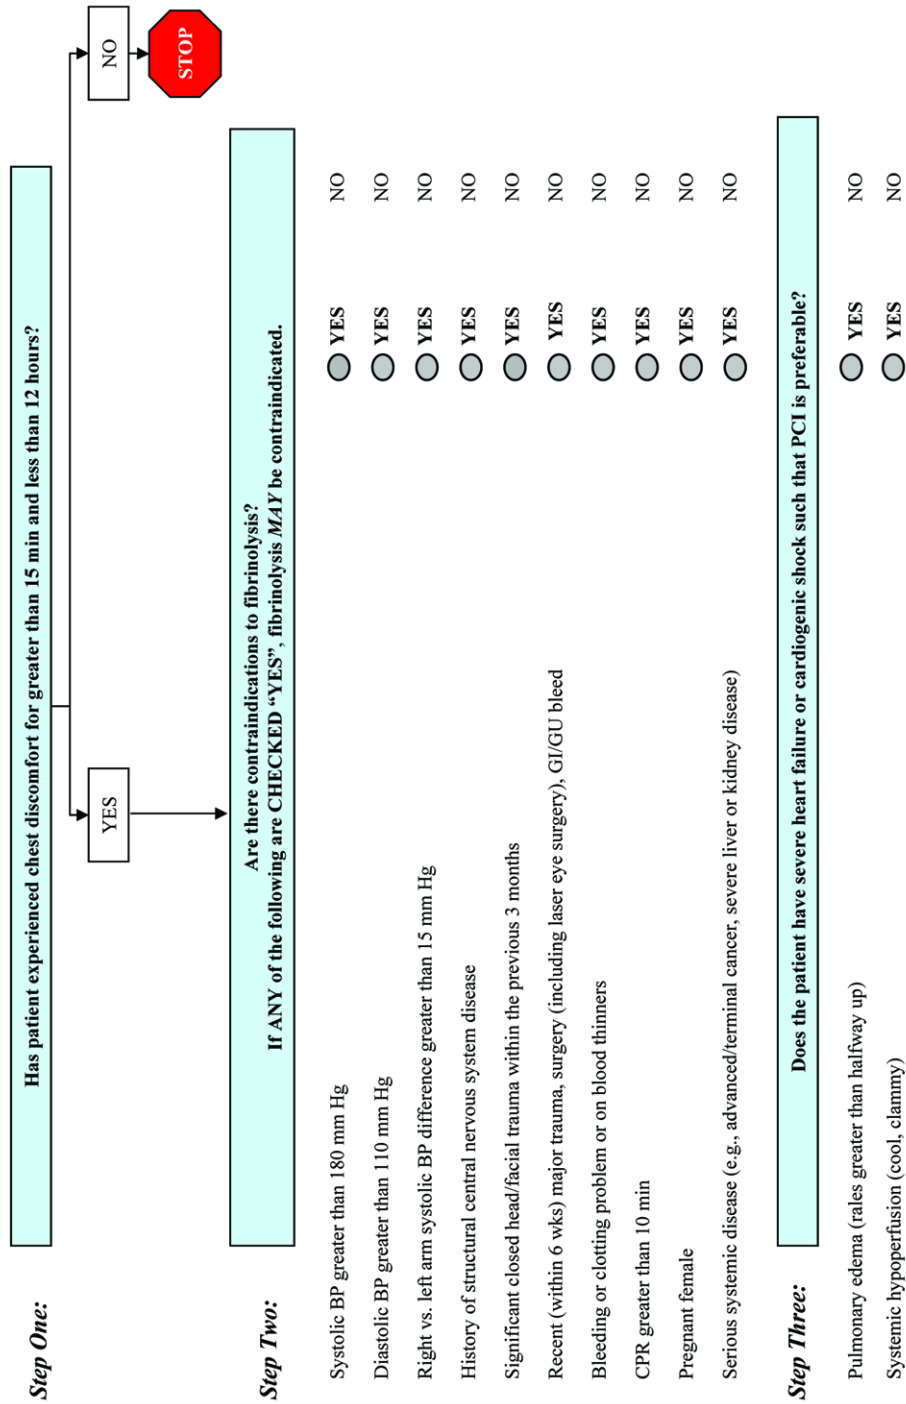 Step One:
Has patient experienced chest discomfort for greater than 15 min and less than 12 hours?
YES
NO
STOP
Step Two:
Are there contraindications to fibrinolysis?
If ANY of the following are CHECKED “YES”, fibrinolysis MAY be contraindicated.
Systolic BP greater than 180 mm Hg YES NO
Diastolic BP greater than 110 mm Hg YES NO
Right vs. left arm systolic BP difference greater than 15 mm Hg YES NO
History of structural central nervous system disease YES NO
Significant closed head/facial trauma within the previous 3 months YES NO
Recent (within 6 wks) major trauma, surgery (including laser eye surgery), GI/GU bleed YES NO
Bleeding or clotting problem or on blood thinners YES NO
CPR greater than 10 min YES NO
Pregnant female YES NO
Serious systemic disease (e.g., advanced/terminal cancer, severe liver or kidney disease) YES NO
Step Three:
Does the patient have severe heart failure or cardiogenic shock such that PCI is preferable?
Pulmonary edema (rales greater than halfway up) YES NO
Systemic hypoperfusion (cool, clammy) YES NO